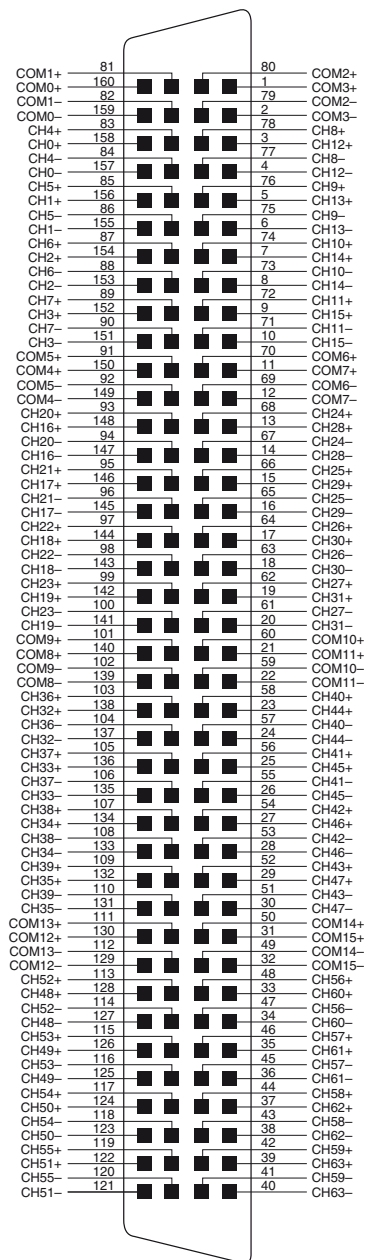 COM1+ 81 80 COM2+
COM0+ 160 1 COM3+
COM1– 82 79 COM2–
COM0– 159 2 COM3–
CH4+ 83 78 CH8+
CH0+ 158 3 CH12+
CH4– 84 77 CH8–
CH0– 157 4 CH12–
CH5+ 85 76 CH9+
CH1+ 156 5 CH13+
CH5– 86 75 CH9–
CH1– 155 6 CH13–
CH6+ 87 74 CH10+
CH2+ 154 7 CH14+
CH6– 88 73 CH10–
CH2– 153 8 CH14–
CH7+ 89 72 CH11+
CH3+ 152 9 CH15+
CH7– 90 71 CH11–
CH3– 151 10 CH15–
COM5+ 91 70 COM6+
COM4+ 150 11 COM7+
COM5– 92 69 COM6–
COM4– 149 12 COM7–
CH20+ 93 68 CH24+
CH16+ 148 13 CH28+
CH20– 94 67 CH24–
CH16– 147 14 CH28–
CH21+ 95 66 CH25+
CH17+ 146 15 CH29+
CH21– 96 65 CH25–
CH17– 145 16 CH29–
CH22+ 97 64 CH26+
CH18+ 144 17 CH30+
CH22– 98 63 CH26–
CH18– 143 18 CH30–
CH23+ 99 62 CH27+
CH19+ 142 19 CH31+
CH23– 100 61 CH27–
CH19– 141 20 CH31–
COM9+ 101 60 COM10+
COM8+ 140 21 COM11+
COM9– 102 59 COM10–
COM8– 139 22 COM11–
CH36+ 103 58 CH40+
CH32+ 138 23 CH44+
CH36– 104 57 CH40–
CH32– 137 24 CH44–
CH37+ 105 56 CH41+
CH33+ 136 25 CH45+
CH37– 106 55 CH41–
CH33– 135 26 CH45–
CH38+ 107 54 CH42+
CH34+ 134 27 CH46+
CH38– 108 53 CH42–
CH34– 133 28 CH46–
CH39+ 109 52 CH43+
CH35+ 132 29 CH47+
CH39– 110 51 CH43–
CH35– 131 30 CH47–
COM13+ 111 50 COM14+
COM12+ 130 31 COM15+
COM13– 112 49 COM14–
COM12– 129 32 COM15–
CH52+ 113 48 CH56+
CH48+ 128 33 CH60+
CH52– 114 47 CH56–
CH48– 127 34 CH60–
CH53+ 115 46 CH57+
CH49+ 126 35 CH61+
CH53– 116 45 CH57–
CH49– 125 36 CH61–
CH54+ 117 44 CH58+
CH50+ 124 37 CH62+
CH54– 118 43 CH58–
CH50– 123 38 CH62–
CH55+ 119 42 CH59+
CH51+ 122 39 CH63+
CH55– 120 41 CH59–
CH51– 121 40 CH63–